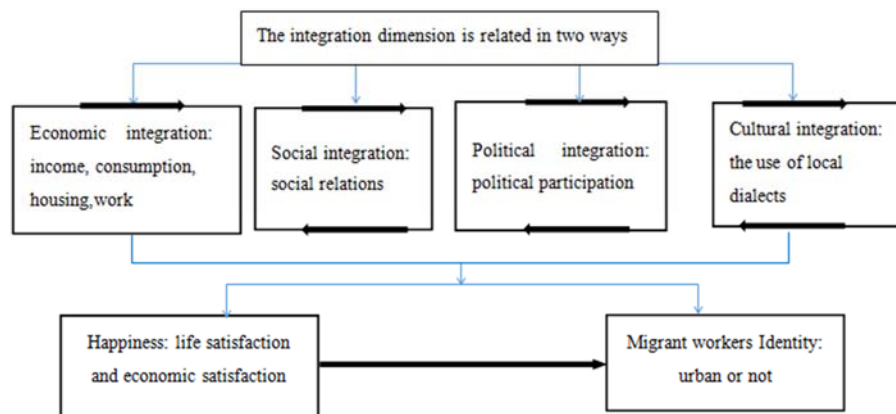 The integration dimension is related in two ways
Economic integration:
income, consumption,
housing,work
Social integration:
social relations
Political integration:
political participation
Cultural integration:
the use of local
dialects
Happiness: life satisfaction
and economic satisfaction
Migrant workers Identity:
urban or not